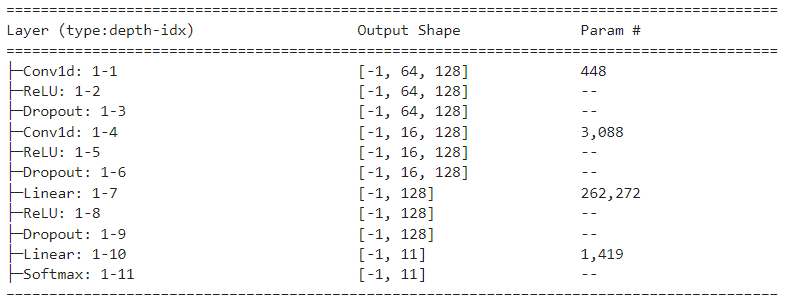 ==========================================================================================
Layer (type:depth-idx)                   Output Shape              Param #
==========================================================================================
├─Conv1d: 1-1                            [-1, 64, 128]             448
├─ReLU: 1-2                              [-1, 64, 128]             --
├─Dropout: 1-3                           [-1, 64, 128]             --
├─Conv1d: 1-4                            [-1, 16, 128]             3,088
├─ReLU: 1-5                              [-1, 16, 128]             --
├─Dropout: 1-6                           [-1, 16, 128]             --
├─Linear: 1-7                            [-1, 128]                 262,272
├─ReLU: 1-8                              [-1, 128]                 --
├─Dropout: 1-9                           [-1, 128]                 --
├─Linear: 1-10                           [-1, 11]                  1,419
├─Softmax: 1-11                          [-1, 11]                  --
==========================================================================================